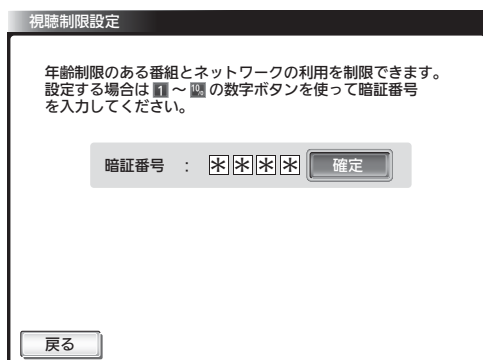 視聴制限設定
年齢制限のある番組とネットワークの利用を制限できます。
設定する場合は 1 ～ 10 の数字ボタンを使って暗証番号
を入力してください。
暗証番号 ： ＊＊＊＊ 確定
戻る